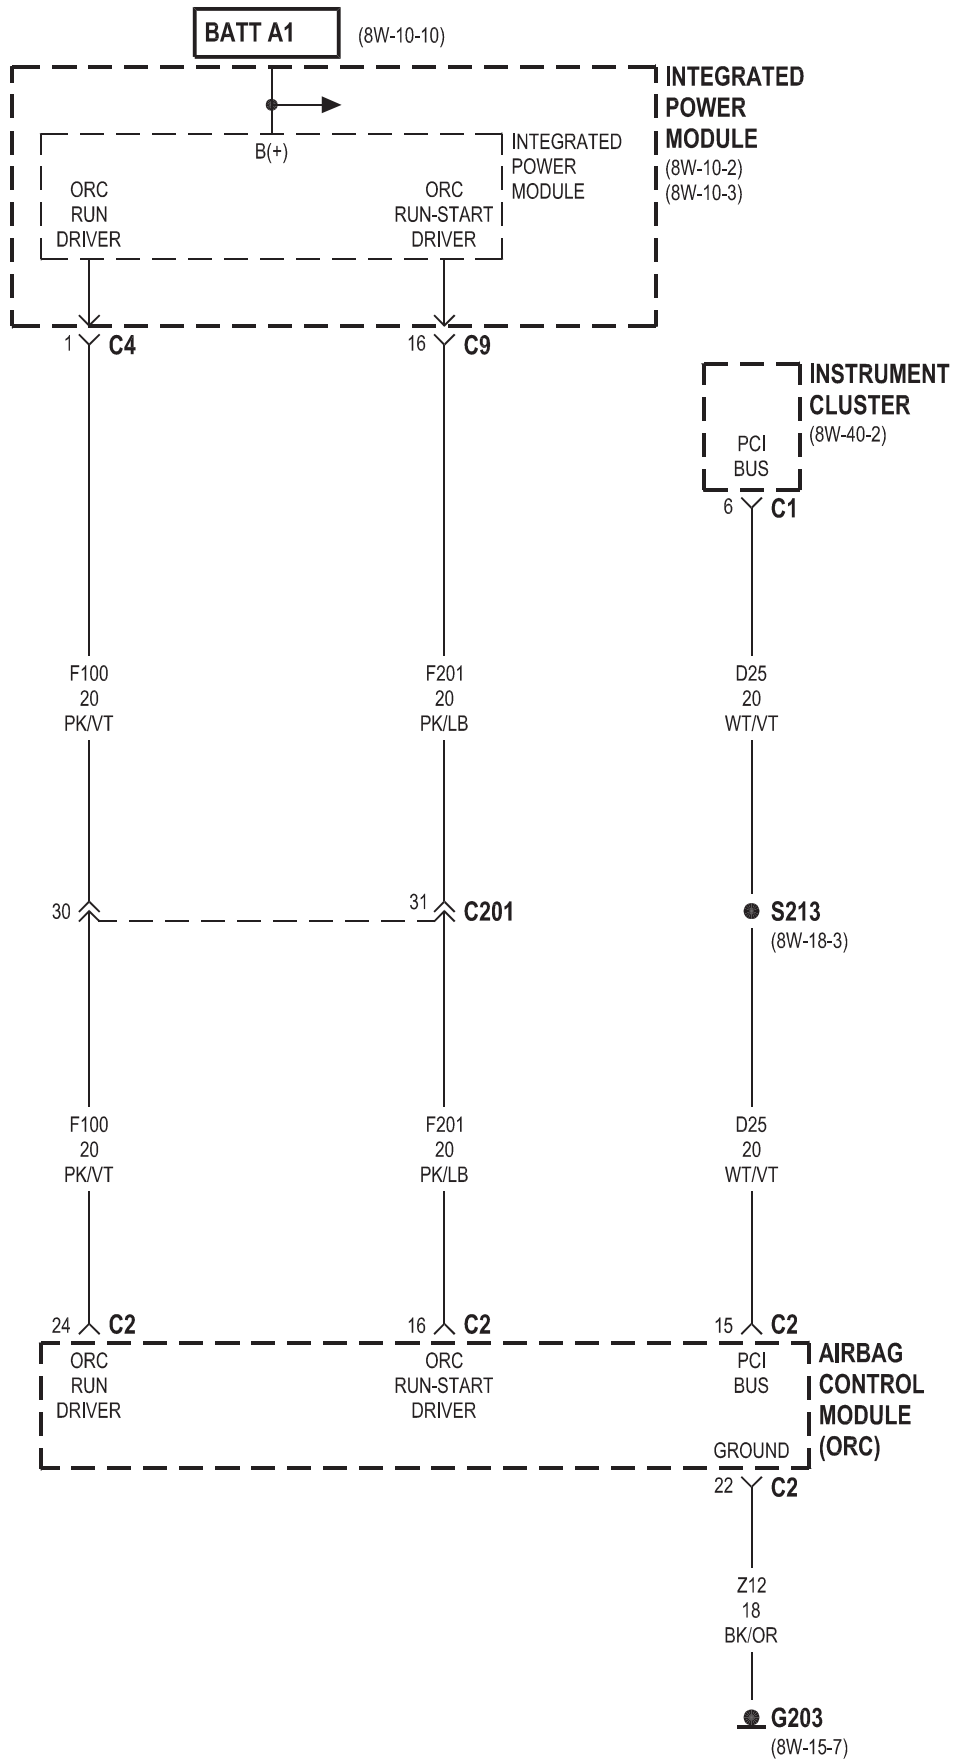 BATT A1
(8W-10-10)
INTEGRATED
POWER
MODULE
(8W-10-2)
(8W-10-3)
B(+)
INTEGRATED
POWER
MODULE
ORC
RUN
DRIVER
ORC
RUN-START
DRIVER
1
C4
16
C9
INSTRUMENT
CLUSTER
(8W-40-2)
PCI
BUS
6
C1
F100
20
PK/VT
F201
20
PK/LB
D25
20
WT/VT
30
31
C201
S213
(8W-18-3)
F100
20
PK/VT
F201
20
PK/LB
D25
20
WT/VT
24
C2
16
C2
15
C2
ORC
RUN
DRIVER
ORC
RUN-START
DRIVER
PCI
BUS
AIRBAG
CONTROL
MODULE
(ORC)
GROUND
22
C2
Z12
18
BK/OR
G203
(8W-15-7)